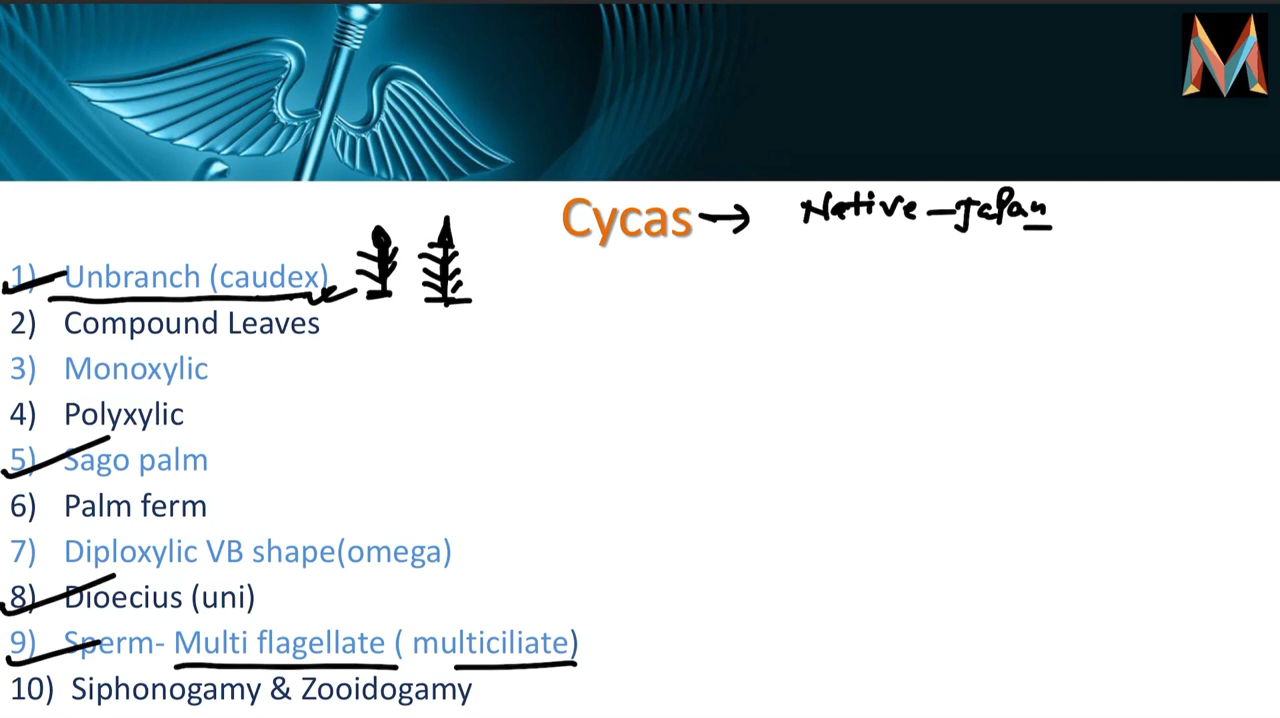 Cycas → Native - Japan
1) Unbranch (caudex)
2) Compound Leaves
3) Monoxylic
4) Polyxylic
5) Sago palm
6) Palm ferm
7) Diploxylic VB shape(omega)
8) Dioecius (uni)
9) Sperm- Multi flagellate ( multiciliate)
10) Siphonogamy & Zooidogamy